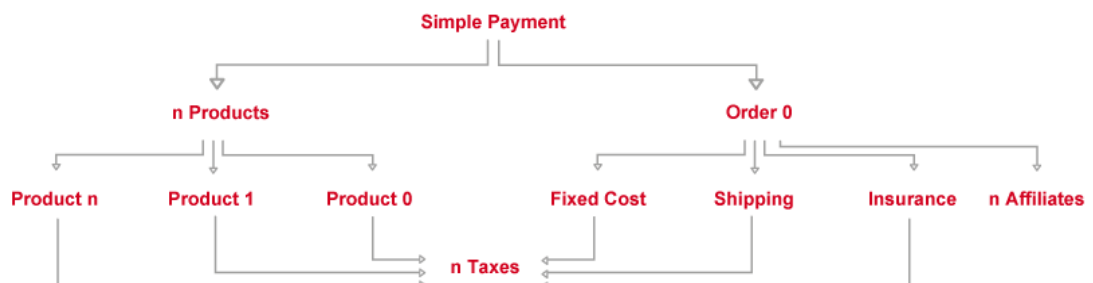 Simple Payment
n Products
Order 0
Product n
Product 1
Product 0
Fixed Cost
Shipping
Insurance
n Affiliates
n Taxes